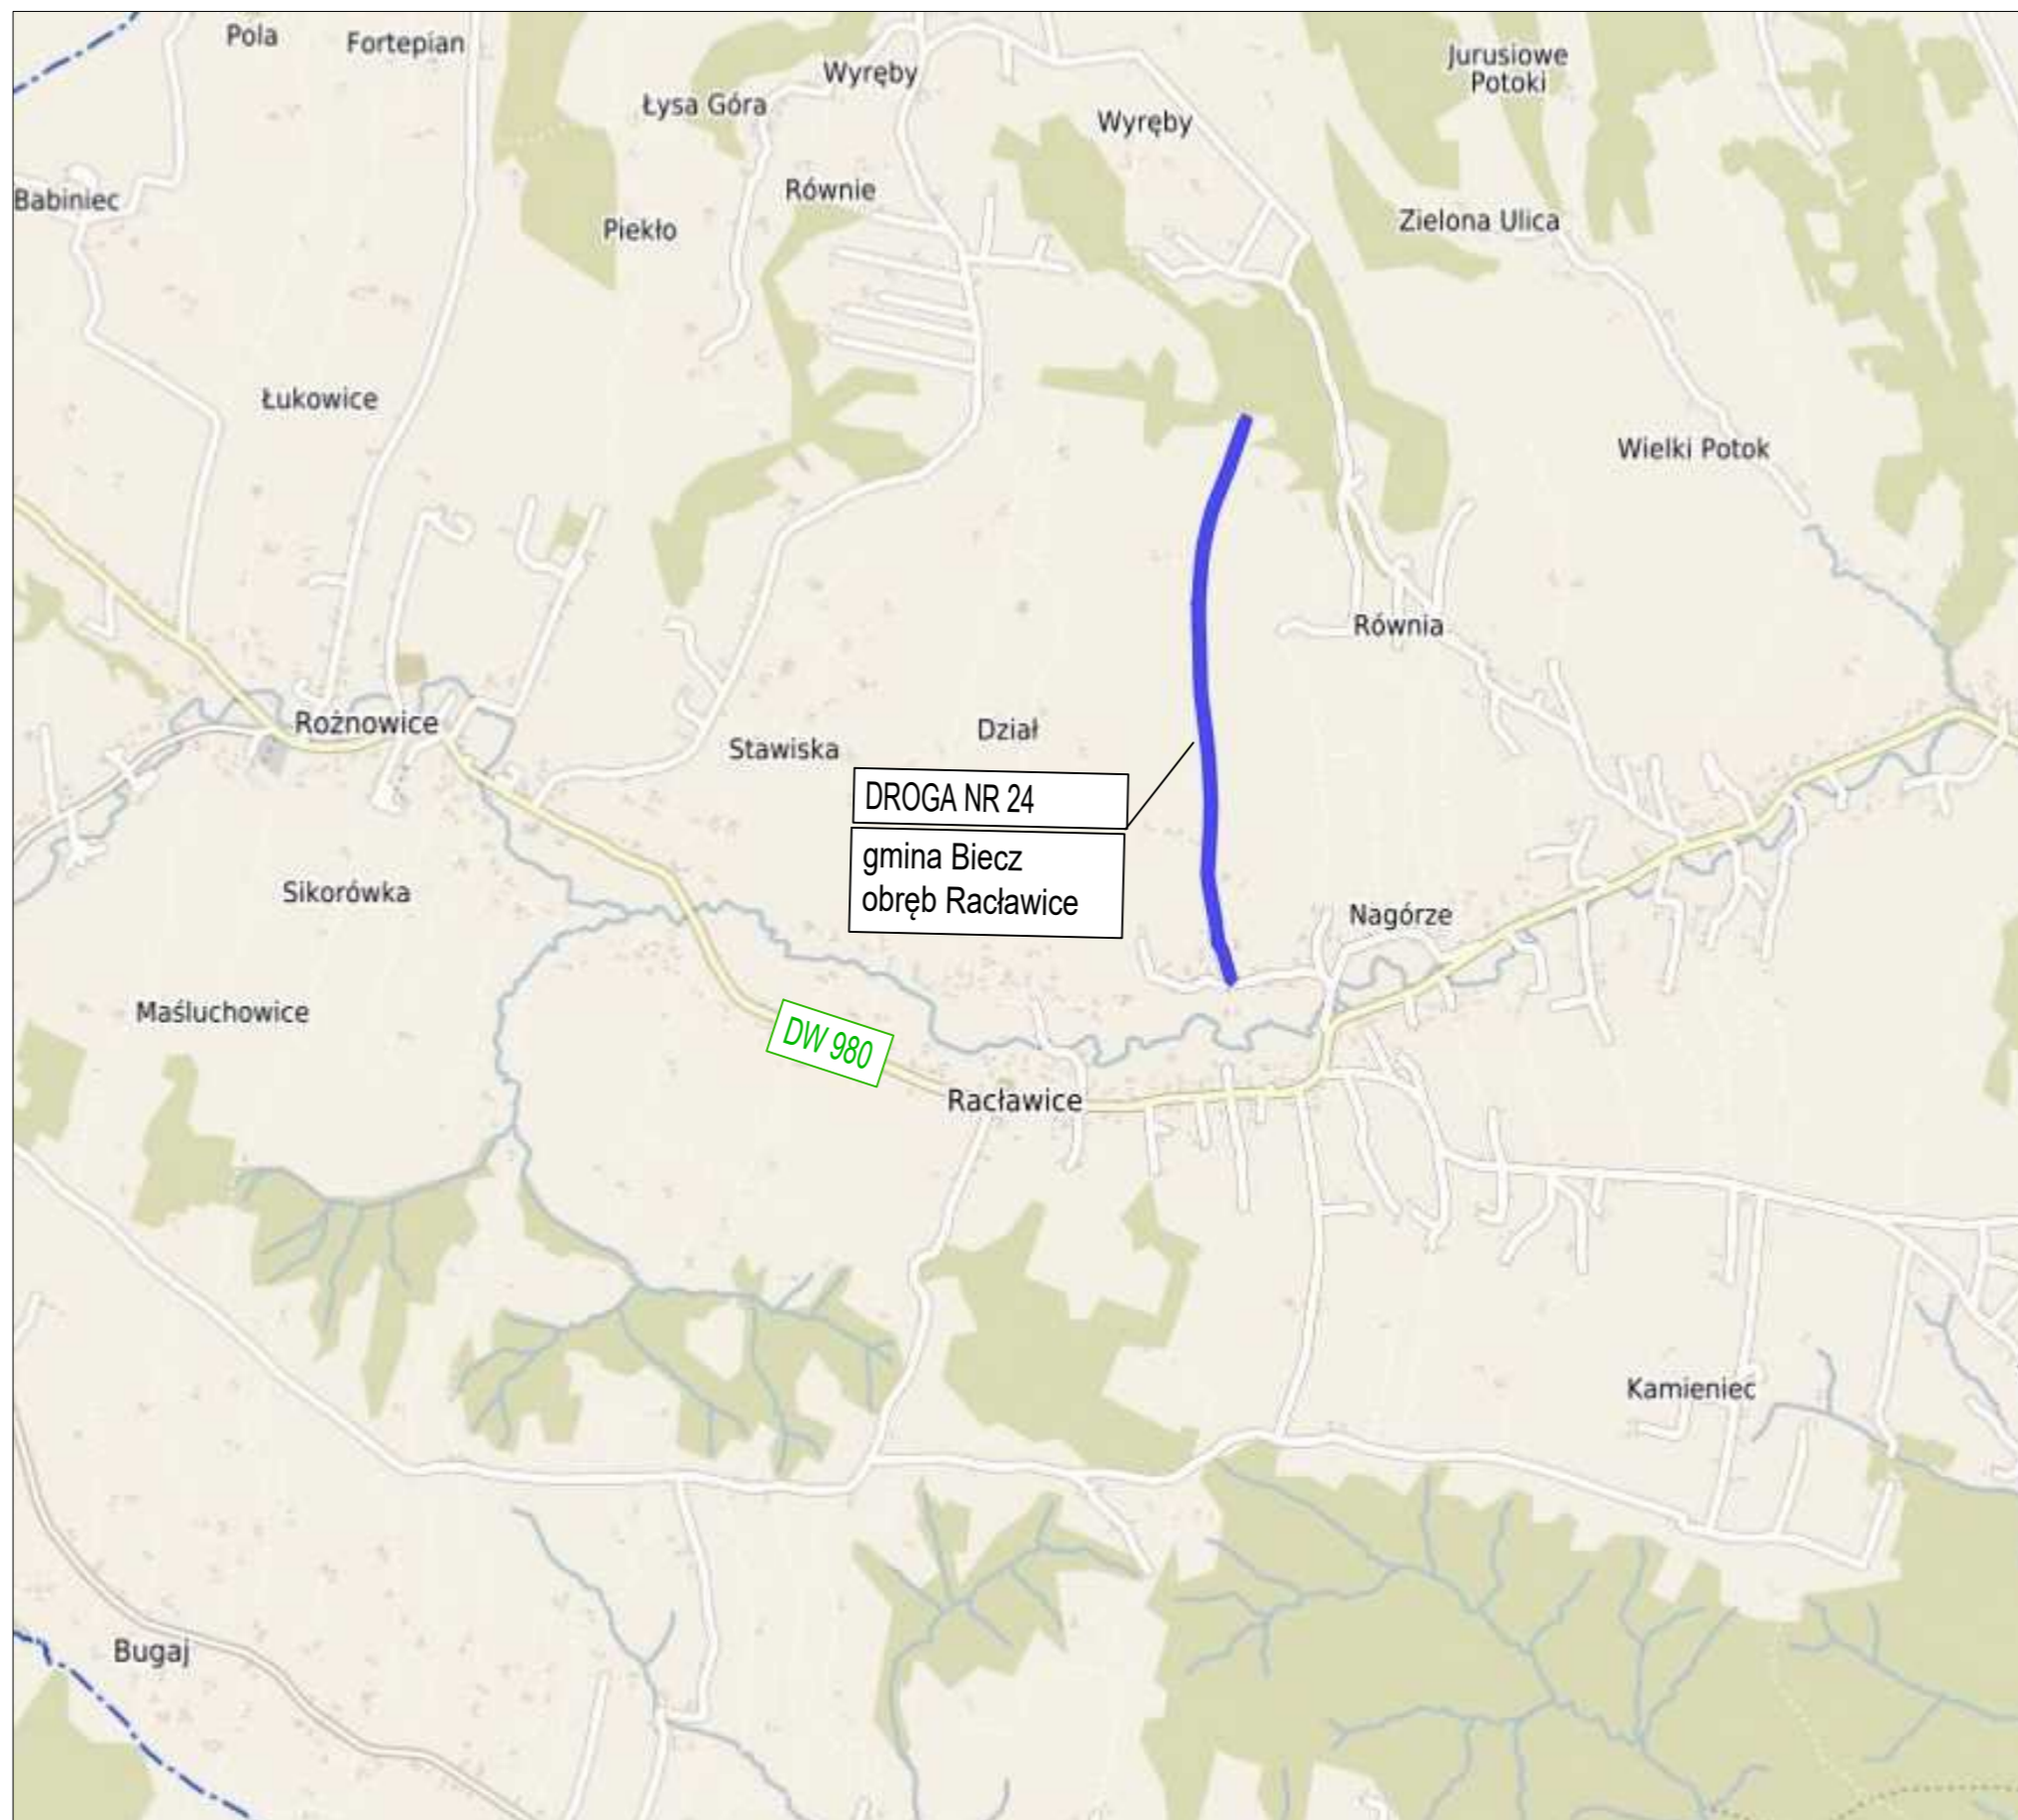 Pola
Fortepian
Wyręby
Jurusiowe
Potoki
Łysa Góra
Wyręby
Babiniec
Równie
Piekło
Zielona Ulica
Łukowice
Wielki Potok
Równia
Rożnowice
Stawiska
Dział
DROGA NR 24
gmina Biecz
obręb Racławice
Sikorówka
Nagórze
Maśluchowice
DW 980
Racławice
Kamieniec
Bugaj